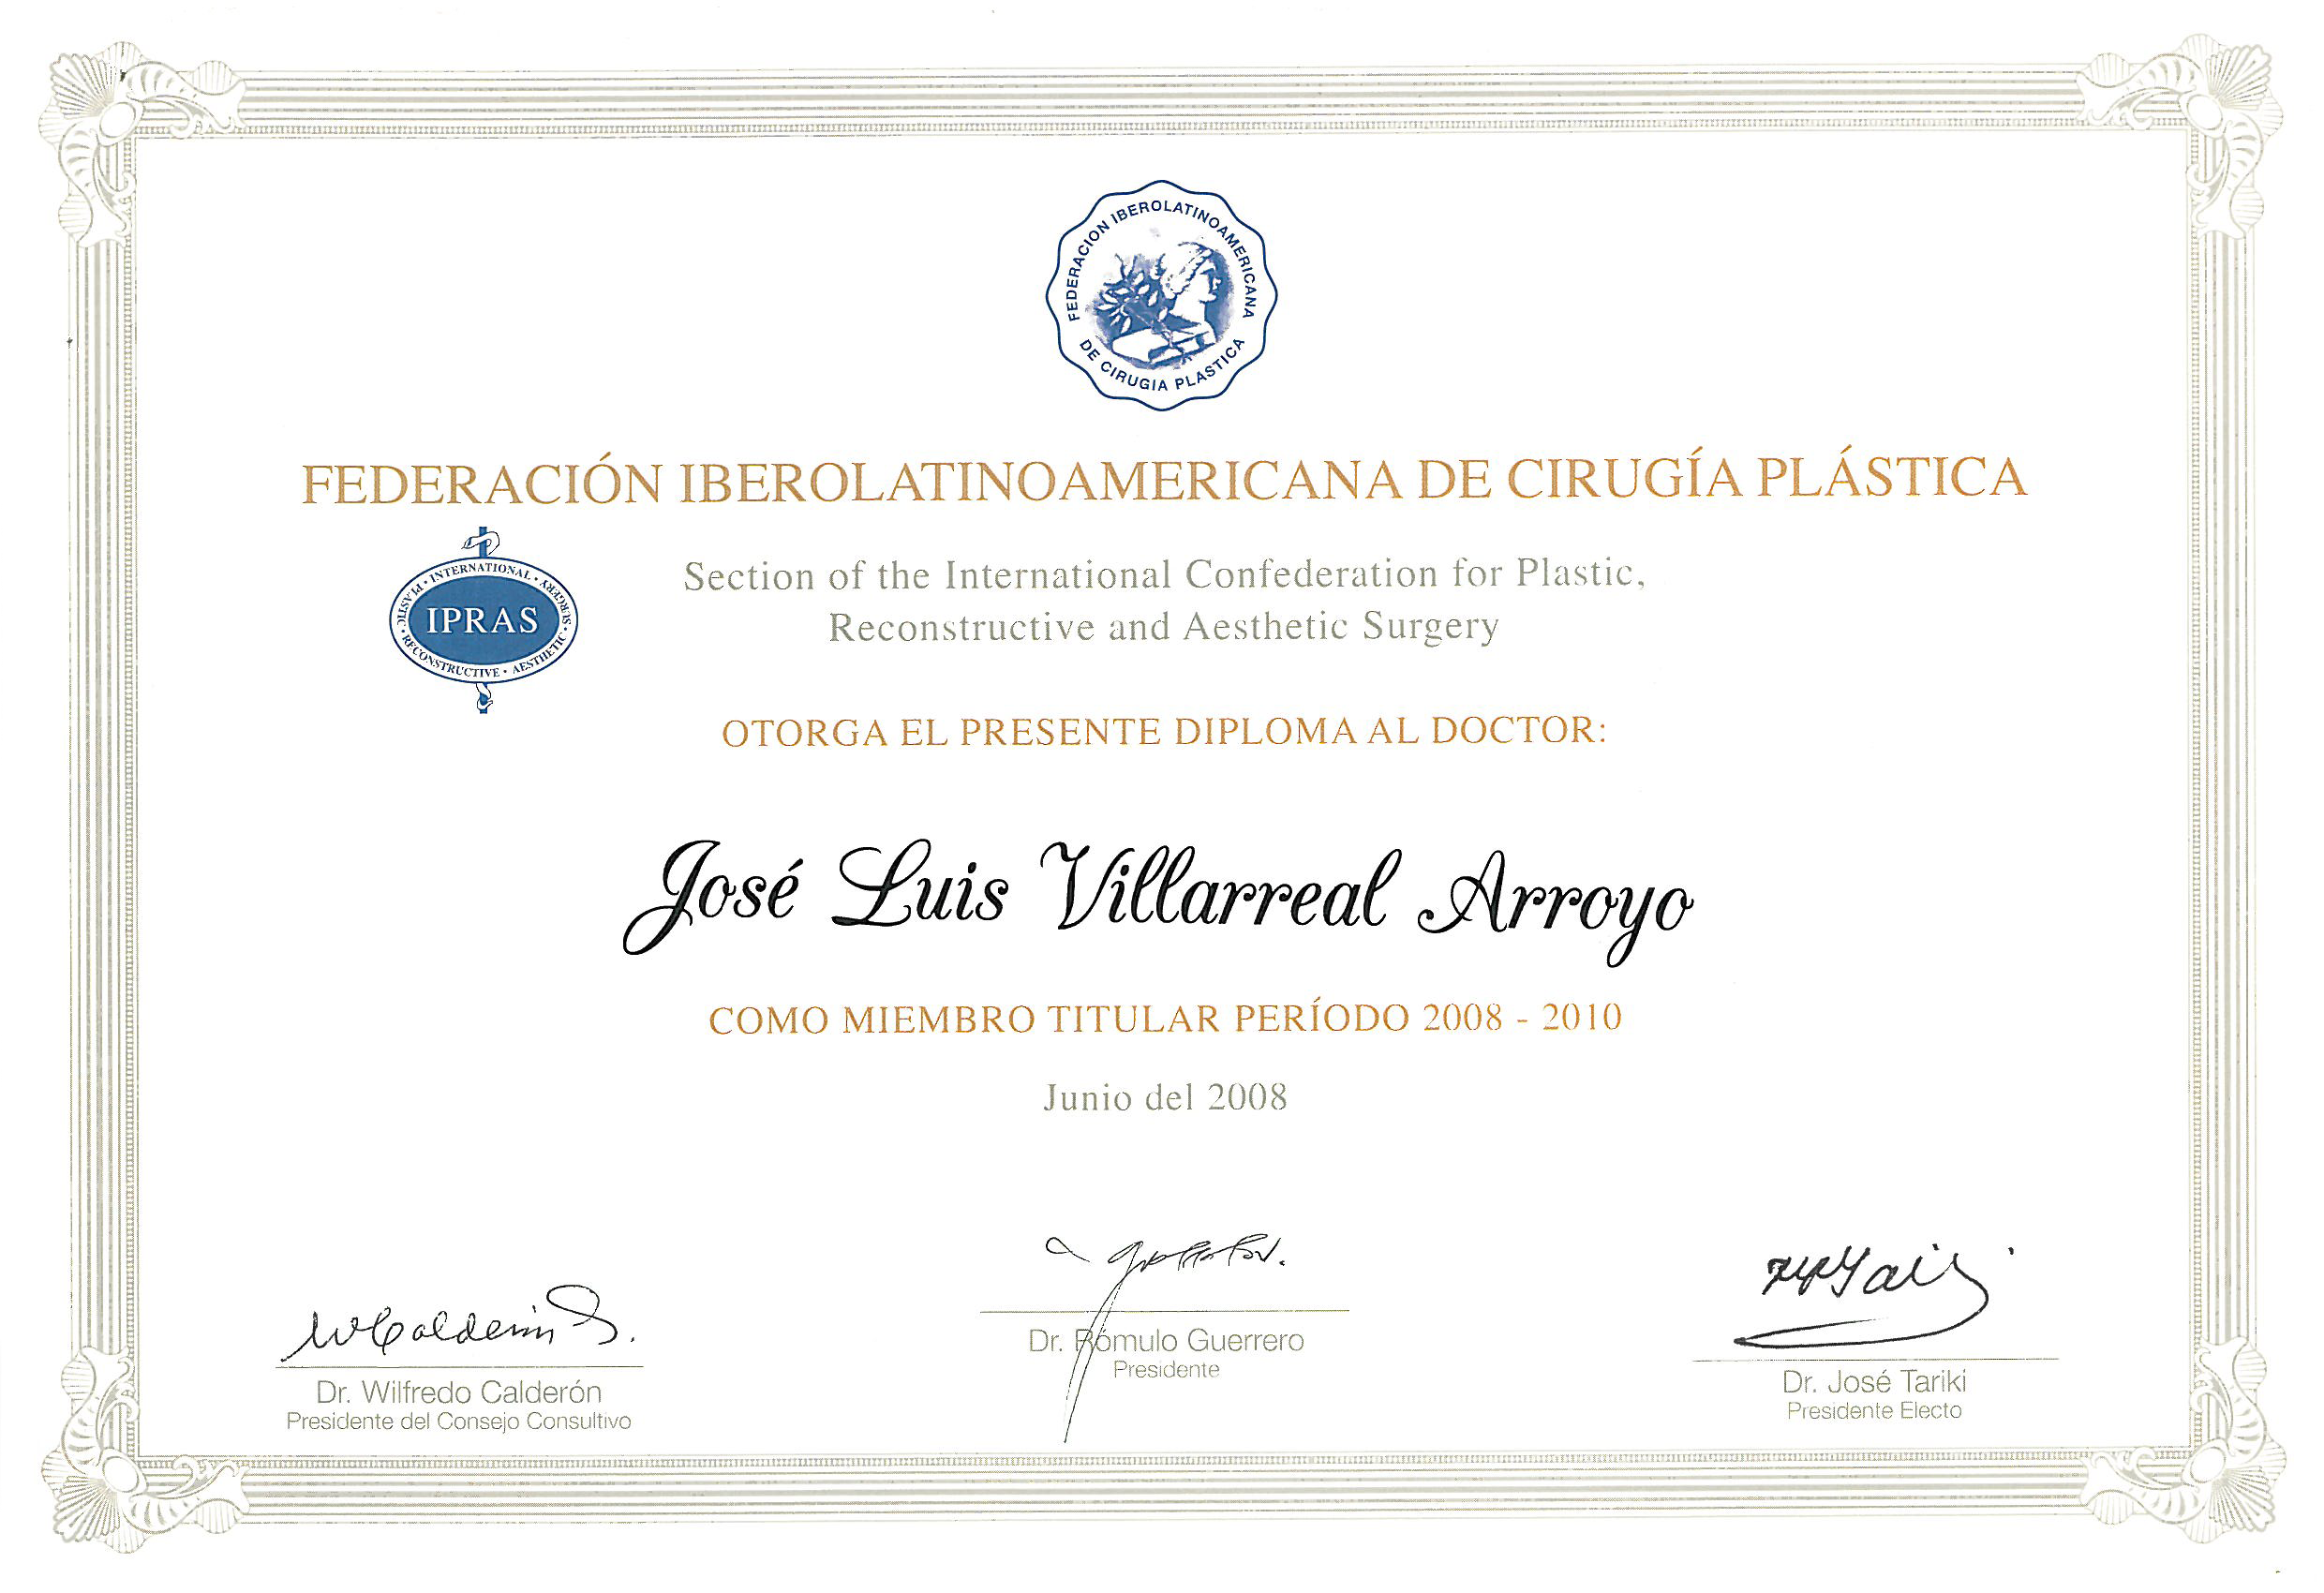 FEDERACION IBEROLATINOAMERICANA
DE CIRUGIA PLASTICA
FEDERACIÓN IBEROLATINOAMERICANA DE CIRUGÍA PLÁSTICA
INTERNATIONAL • PLASTIC • RECONSTRUCTIVE • AESTHETIC • SURGERY
IPRAS
Section of the International Confederation for Plastic,
Reconstructive and Aesthetic Surgery
OTORGA EL PRESENTE DIPLOMA AL DOCTOR:
José Luis Villarreal Arroyo
COMO MIEMBRO TITULAR PERÍODO 2008 - 2010
Junio del 2008
Dr. Wilfredo Calderón
Presidente del Consejo Consultivo
Dr. Rómulo Guerrero
Presidente
Dr. José Tariki
Presidente Electo